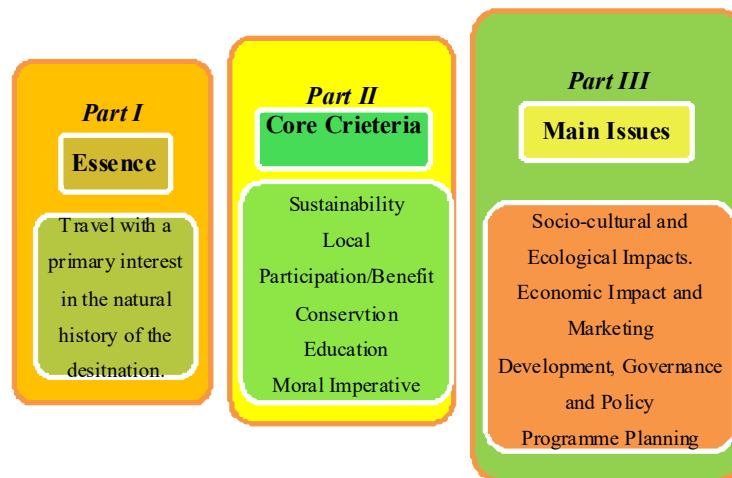 Part I
Essence
Travel with a
primary interest
in the natural
history of the
desitnation.
Part II
Core Crieteria
Sustainability
Local
Participation/Benefit
Conservtion
Education
Moral Imperative
Part III
Main Issues
Socio-cultural and
Ecological Impacts.
Economic Impact and
Marketing
Development, Governance
and Policy
Programme Planning